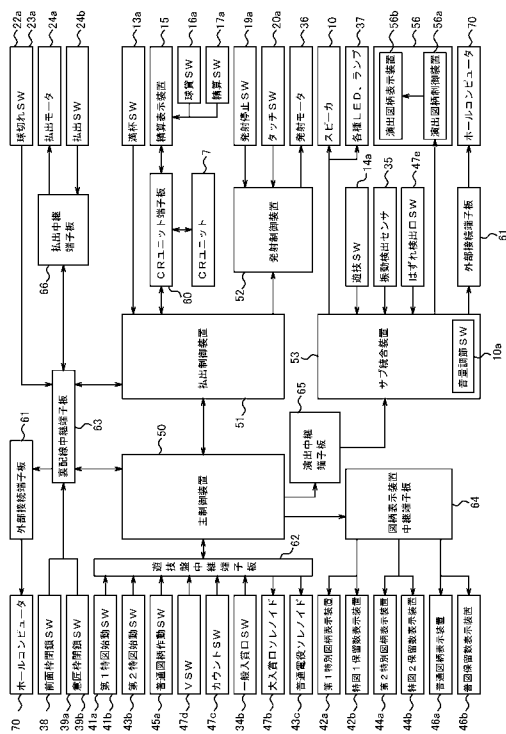 22a
23a
球切れSW
24a
払出モータ
24b
払出SW
払出中継
端子板
66
13a
満杯SW
15
精算表示装置
16a
球貸SW
17a
精算SW
CRユニット端子板
60
7
CRユニット
19a
発射停止SW
20a
タッチSW
36
発射モータ
発射制御装置
52
10
スピーカ
37
各種LED、ランプ
14a
遊技SW
35
振動検出センサ
47e
はずれ検出口SW
56b
56
56a
演出図柄表示装置
演出図柄制御装置
70
ホールコンピュータ
外部接続端子板
61
61
外部接続端子板
裏配線中継端子板
63
払出制御装置
51
53
サブ統合装置
音量調節SW
10a
65
演出中継
端子板
50
主制御装置
図柄表示装置
中継端子板
64
62
遊技盤中継端子板
ホールコンピュータ
70
前面枠閉鎖SW
38
意匠枠閉鎖SW
39a
39b
第1特図始動SW
41a
41b
第2特図始動SW
43b
普通図柄作動SW
45a
VSW
47d
カウントSW
47c
一般入賞口SW
34b
大入賞口ソレノイド
47b
普通電役ソレノイド
43c
第1特別図柄表示装置
42a
特図1保留数表示装置
42b
第2特別図柄表示装置
44a
特図2保留数表示装置
44b
普通図柄表示装置
46a
普図保留数表示装置
46b